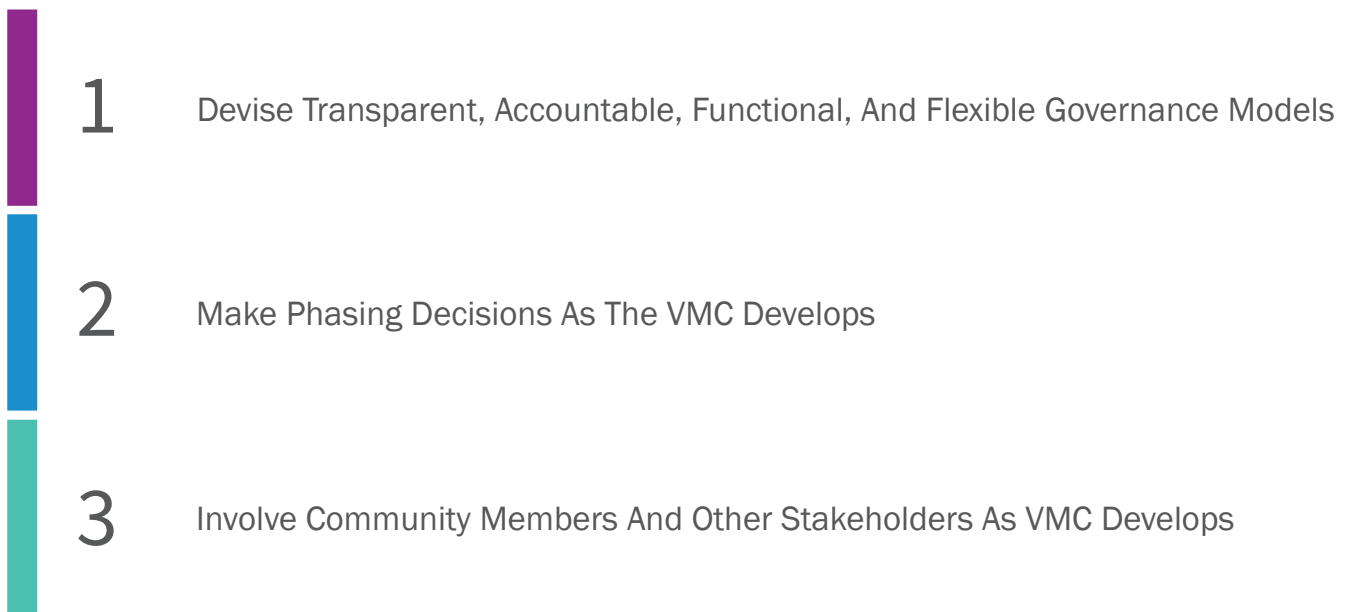 1 Devise Transparent, Accountable, Functional, And Flexible Governance Models
2 Make Phasing Decisions As The VMC Develops
3 Involve Community Members And Other Stakeholders As VMC Develops